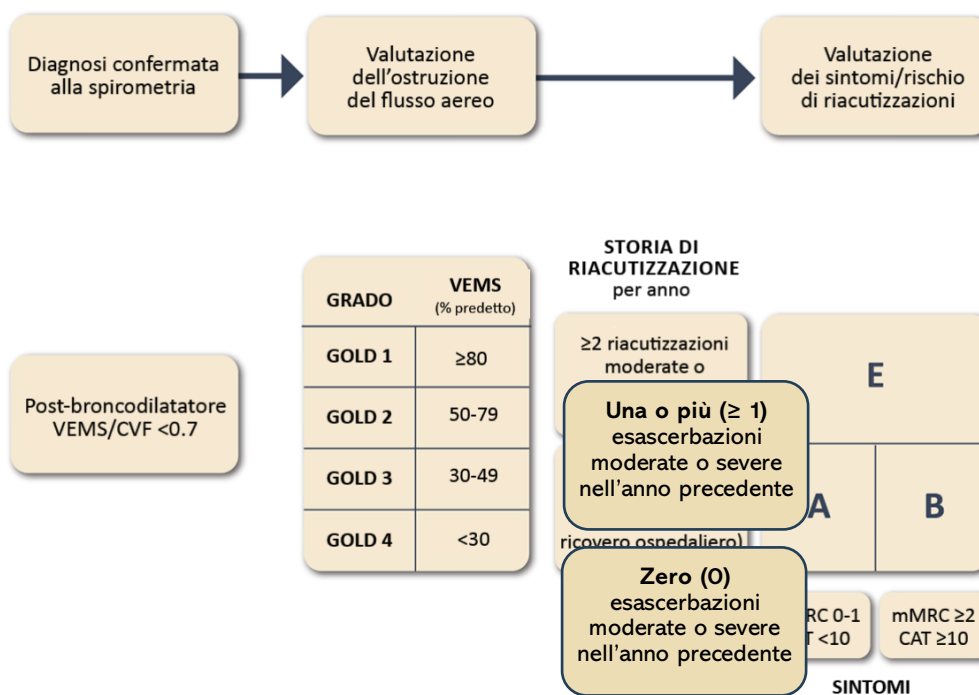 Diagnosi confermata
alla spirometria
Valutazione
dell'ostruzione
del flusso aereo
Valutazione
dei sintomi/rischio
di riacutizzazioni
Post-broncodilatatore
VEMS/CVF <0.7
GRADO
VEMS
(% predetto)
GOLD 1
≥80
GOLD 2
50-79
GOLD 3
30-49
GOLD 4
<30
STORIA DI
RIACUTIZZAZIONE
per anno
≥2 riacutizzazioni
moderate o
Una o più (≥ 1)
esascerbazioni
moderate o severe
nell'anno precedente
ricovero ospedaliero)
Zero (0)
esascerbazioni
moderate o severe
nell'anno precedente
E
A
B
0-1
<10
mMRC ≥2
CAT ≥10
SINTOMI